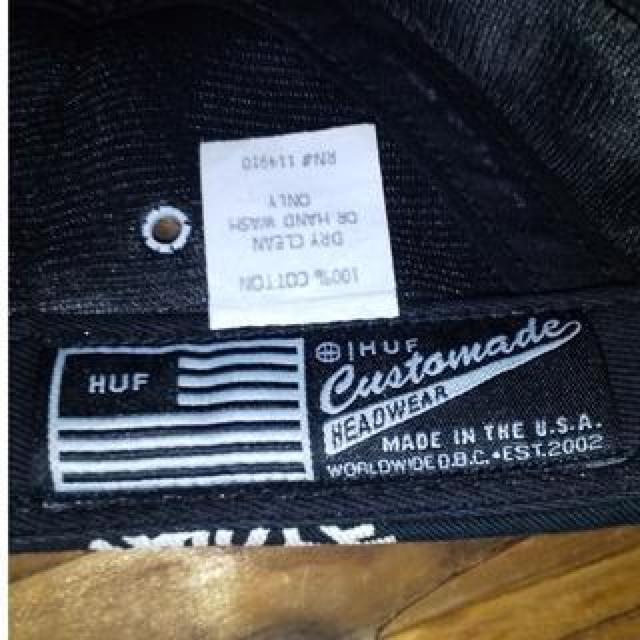 100% COTTON
DRY CLEAN
OR HAND WASH
ONLY
RN# 114910
HUF
HUF
Customade
HEADWEAR
MADE IN THE U.S.A.
WORLDWIDE D.B.C. • EST. 2002